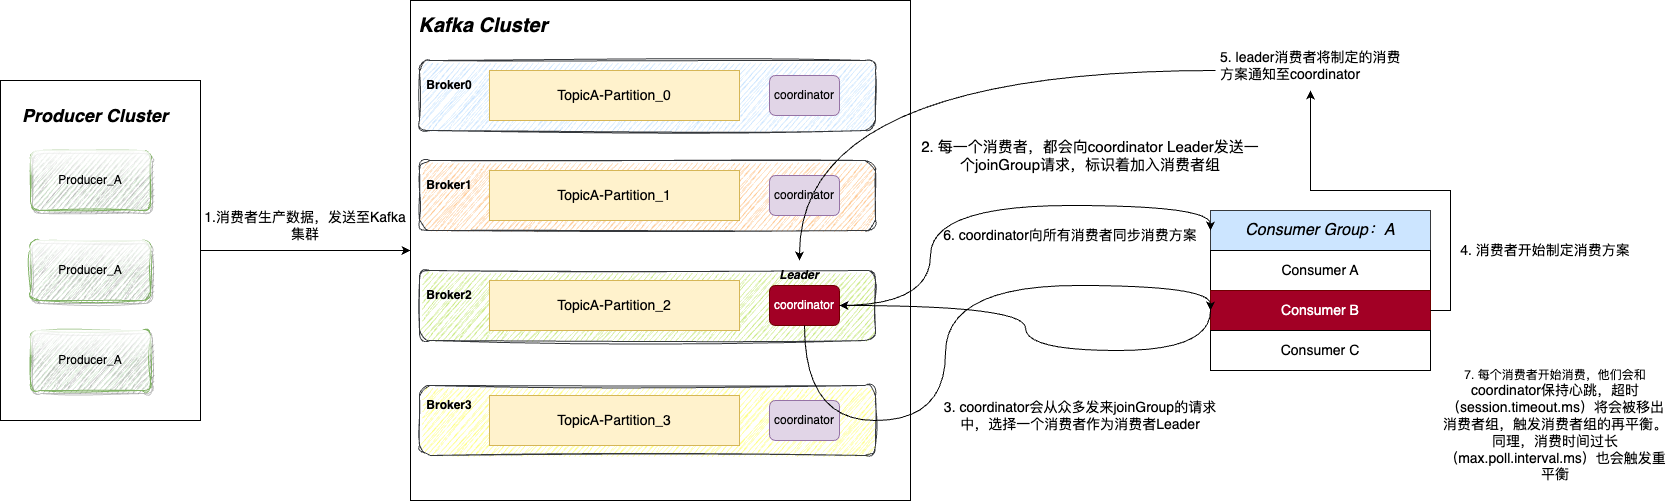 Kafka Cluster
Producer Cluster
Producer_A
Producer_A
Producer_A
1.消费者生产数据，发送至Kafka
集群
Broker0
TopicA-Partition_0
coordinator
Broker1
TopicA-Partition_1
coordinator
Leader
Broker2
TopicA-Partition_2
coordinator
Broker3
TopicA-Partition_3
coordinator
5. leader消费者将制定的消费
方案通知至coordinator
2. 每一个消费者，都会向coordinator Leader发送一
个joinGroup请求，标识着加入消费者组
6. coordinator向所有消费者同步消费方案
3. coordinator会从众多发来joinGroup的请求
中，选择一个消费者作为消费者Leader
Consumer Group：A
Consumer A
Consumer B
Consumer C
4. 消费者开始制定消费方案
7. 每个消费者开始消费，他们会和
coordinator保持心跳，超时
（session.timeout.ms）将会被移出
消费者组，触发消费者组的再平衡。
同理，消费时间过长
（max.poll.interval.ms）也会触发重
平衡